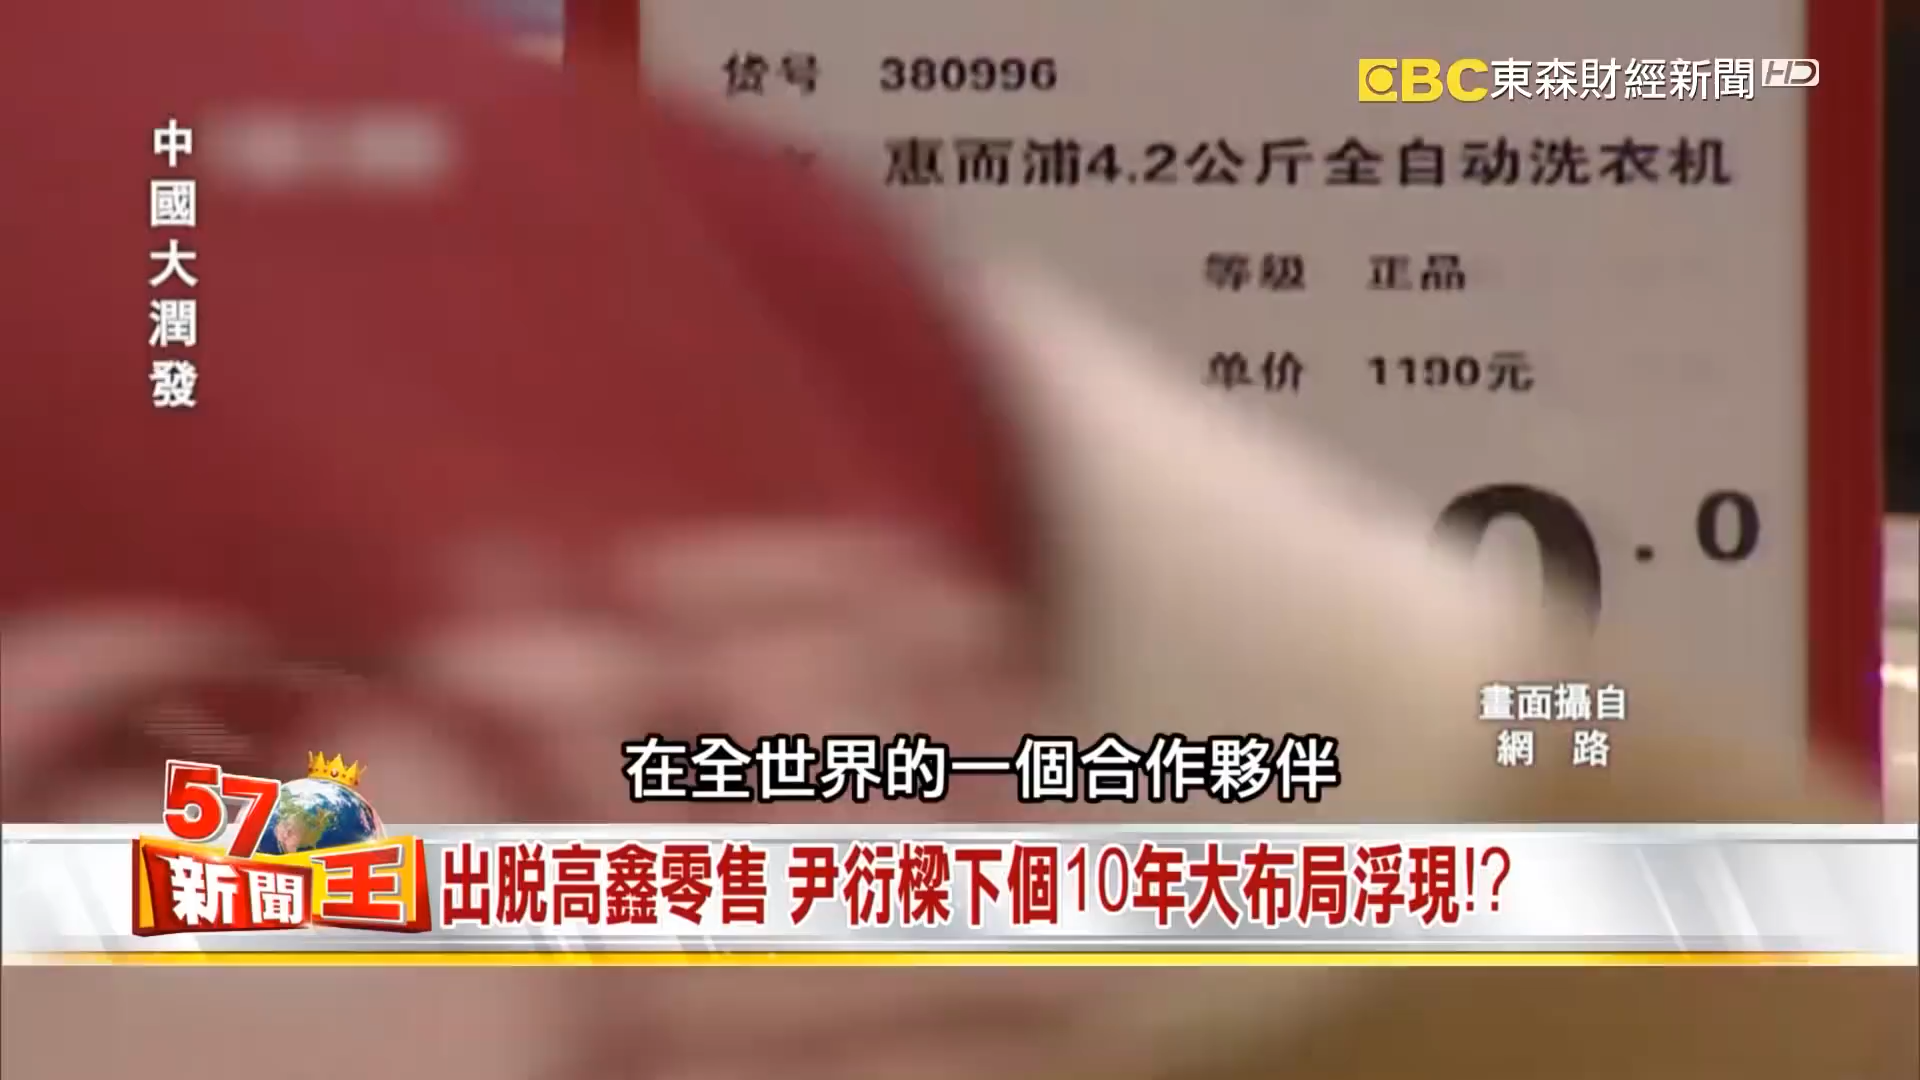 货号 380996
EBC東森財經新聞HD
中國大潤發
惠而浦4.2公斤全自动洗衣机
等级 正品
单价 1190元
.0
畫面攝自
網 路
在全世界的一個合作夥伴
57
新聞王
出脫高鑫零售 尹衍樑下個10年大布局浮現!?